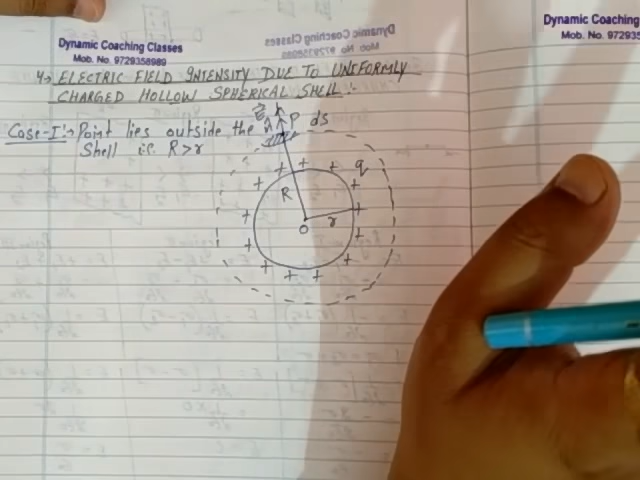 Dynamic Coaching Classes
Mob. No. 9729358989
Dynamic Coaching
Mob. No. 972935
4→ ELECTRIC FIELD INTENSITY DUE TO UNIFORMLY
CHARGED HOLLOW SPHERICAL SHELL :-
Case-I :→ Point lies outside the
Shell i.e. R>r
E n̂ P ds
q
R
r
O